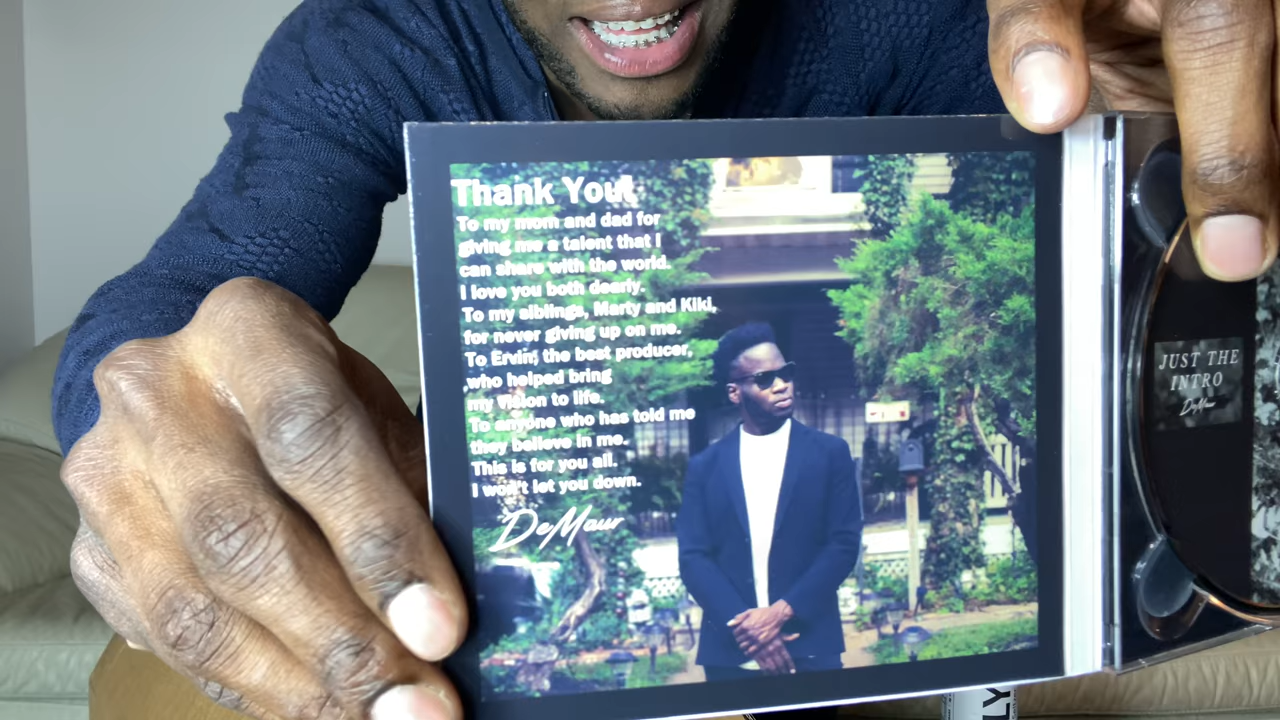 Thank You!
To my mom and dad for
giving me a talent that I
can share with the world.
I love you both dearly.
To my siblings, Marty and Kiki,
for never giving up on me.
To Ervin, the best producer,
who helped bring
my vision to life.
To anyone who has told me
they believe in me.
This is for you all.
I won't let you down.
DeMaur
JUST THE
INTRO
DeMaur
LY